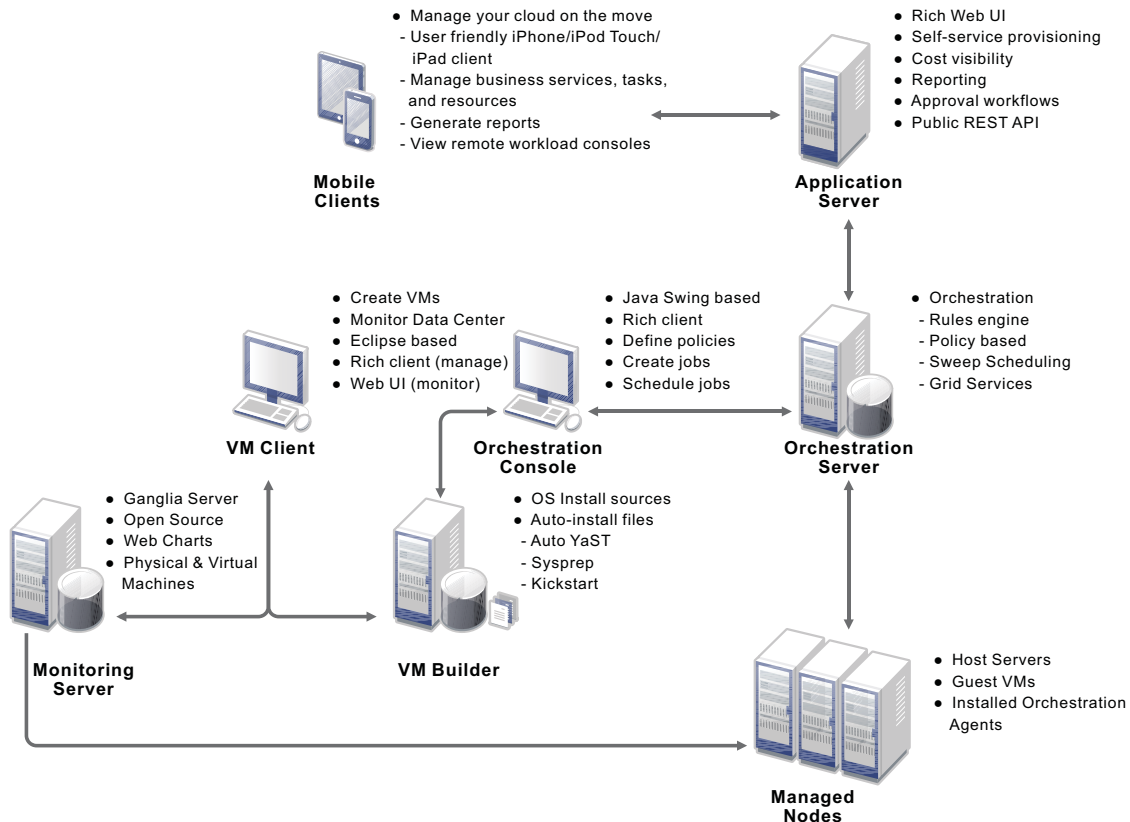 ● Manage your cloud on the move
- User friendly iPhone/iPod Touch/
iPad client
- Manage business services, tasks,
and resources
- Generate reports
- View remote workload consoles
Mobile
Clients
● Rich Web UI
● Self-service provisioning
● Cost visibility
● Reporting
● Approval workflows
● Public REST API
Application
Server
● Create VMs
● Monitor Data Center
● Eclipse based
● Rich client (manage)
● Web UI (monitor)
VM Client
● Java Swing based
● Rich client
● Define policies
● Create jobs
● Schedule jobs
Orchestration
Console
● Orchestration
- Rules engine
- Policy based
- Sweep Scheduling
- Grid Services
Orchestration
Server
● Ganglia Server
● Open Source
● Web Charts
● Physical & Virtual
Machines
Monitoring
Server
● OS Install sources
● Auto-install files
- Auto YaST
- Sysprep
- Kickstart
VM Builder
● Host Servers
● Guest VMs
● Installed Orchestration
Agents
Managed
Nodes